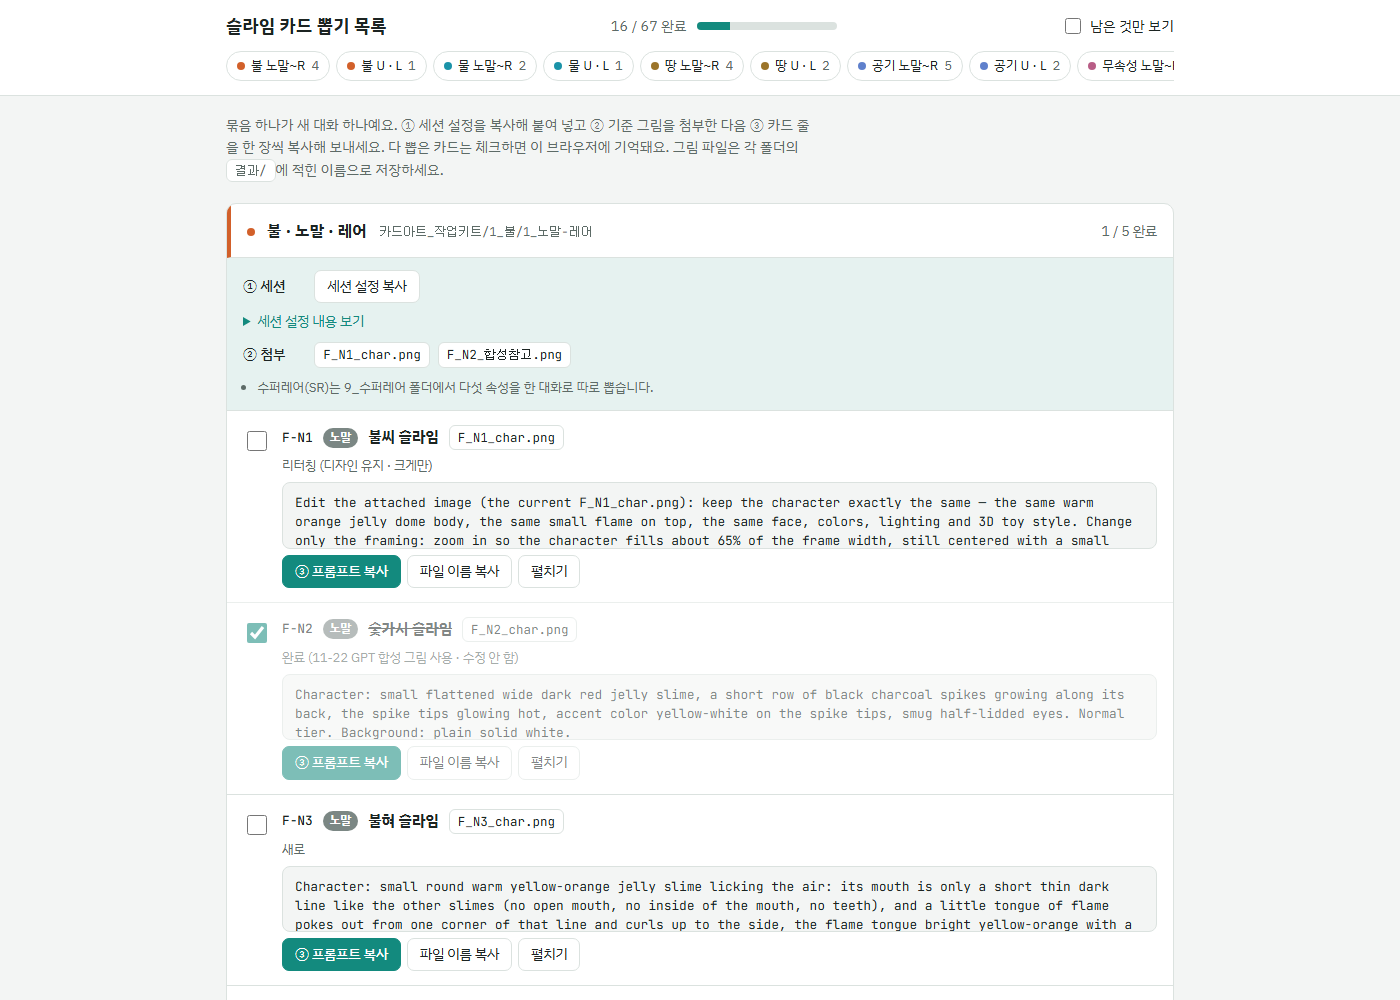 슬라임 카드 뽑기 목록
16 / 67 완료
남은 것만 보기
불 노말~R 4
불 U · L 1
물 노말~R 2
물 U · L 1
땅 노말~R 4
땅 U · L 2
공기 노말~R 5
공기 U · L 2
무속성 노말~
묶음 하나가 새 대화 하나예요. ① 세션 설정을 복사해 붙여 넣고 ② 기준 그림을 첨부한 다음 ③ 카드 줄
을 한 장씩 복사해 보내세요. 다 뽑은 카드는 체크하면 이 브라우저에 기억돼요. 그림 파일은 각 폴더의
결과/ 에 적힌 이름으로 저장하세요.
불 · 노말 · 레어 카드아트_작업키트/1_불/1_노말-레어
1 / 5 완료
① 세션 세션 설정 복사
▶ 세션 설정 내용 보기
② 첨부 F_N1_char.png F_N2_합성참고.png
• 수퍼레어(SR)는 9_수퍼레어 폴더에서 다섯 속성을 한 대화로 따로 뽑습니다.
F-N1 노말 불씨 슬라임 F_N1_char.png
리터칭 (디자인 유지 · 크게만)
Edit the attached image (the current F_N1_char.png): keep the character exactly the same — the same warm
orange jelly dome body, the same small flame on top, the same face, colors, lighting and 3D toy style. Change
only the framing: zoom in so the character fills about 65% of the frame width, still centered with a small
③ 프롬프트 복사 파일 이름 복사 펼치기
F-N2 노말 숯가시 슬라임 F_N2_char.png
완료 (11-22 GPT 합성 그림 사용 · 수정 안 함)
Character: small flattened wide dark red jelly slime, a short row of black charcoal spikes growing along its
back, the spike tips glowing hot, accent color yellow-white on the spike tips, smug half-lidded eyes. Normal
tier. Background: plain solid white.
③ 프롬프트 복사 파일 이름 복사 펼치기
F-N3 노말 불혀 슬라임 F_N3_char.png
새로
Character: small round warm yellow-orange jelly slime licking the air: its mouth is only a short thin dark
line like the other slimes (no open mouth, no inside of the mouth, no teeth), and a little tongue of flame
pokes out from one corner of that line and curls up to the side, the flame tongue bright yellow-orange with a
③ 프롬프트 복사 파일 이름 복사 펼치기